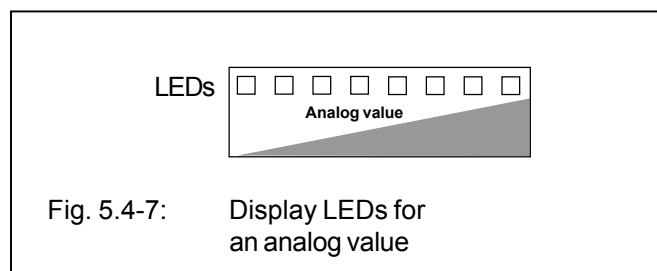 LEDs
Analog value
Fig. 5.4-7: Display LEDs for
an analog value